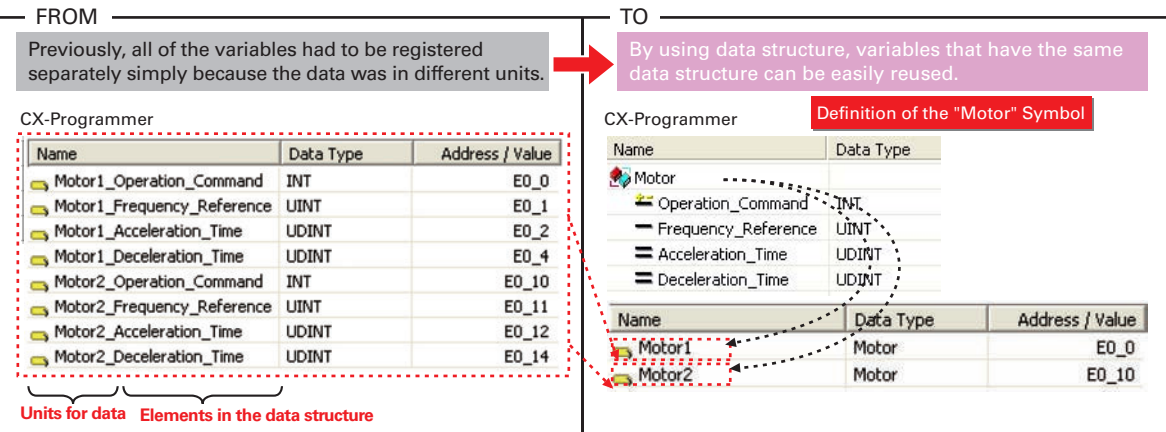 FROM
Previously, all of the variables had to be registered
separately simply because the data was in different units.
CX-Programmer
Name Data Type Address / Value
Motor1_Operation_Command INT E0_0
Motor1_Frequency_Reference UINT E0_1
Motor1_Acceleration_Time UDINT E0_2
Motor1_Deceleration_Time UDINT E0_4
Motor2_Operation_Command INT E0_10
Motor2_Frequency_Reference UINT E0_11
Motor2_Acceleration_Time UDINT E0_12
Motor2_Deceleration_Time UDINT E0_14
Units for data Elements in the data structure
TO
By using data structure, variables that have the same
data structure can be easily reused.
CX-Programmer
Definition of the "Motor" Symbol
Name Data Type
Motor
Operation_Command INT
Frequency_Reference UINT
Acceleration_Time UDINT
Deceleration_Time UDINT
Name Data Type Address / Value
Motor1 Motor E0_0
Motor2 Motor E0_10